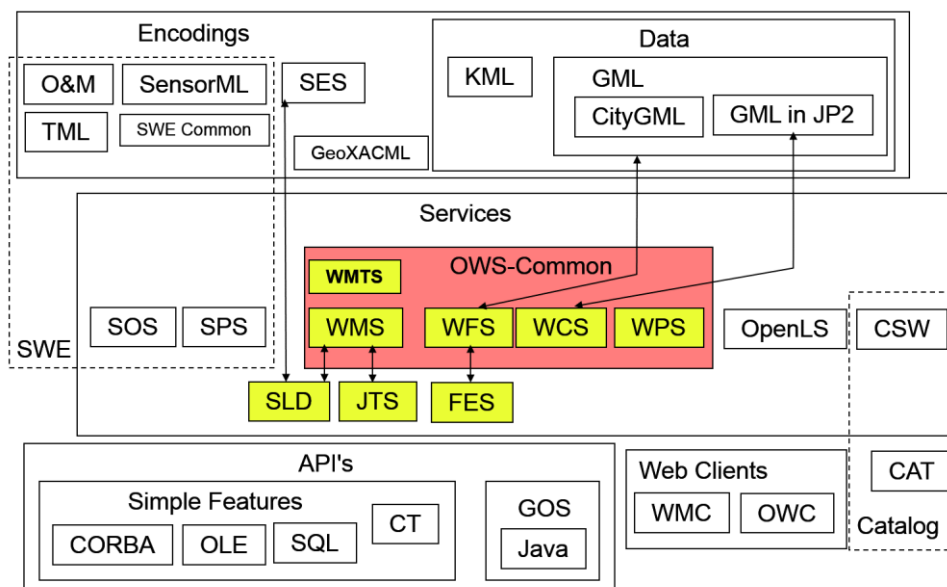 Encodings
Data
O&M
SensorML
SES
KML
GML
TML
SWE Common
CityGML
GML in JP2
GeoXACML
Services
OWS-Common
WMTS
SOS
SPS
WMS
WFS
WCS
WPS
OpenLS
CSW
SWE
SLD
JTS
FES
API's
Web Clients
CAT
Simple Features
GOS
WMC
OWC
CORBA
OLE
SQL
CT
Java
Catalog